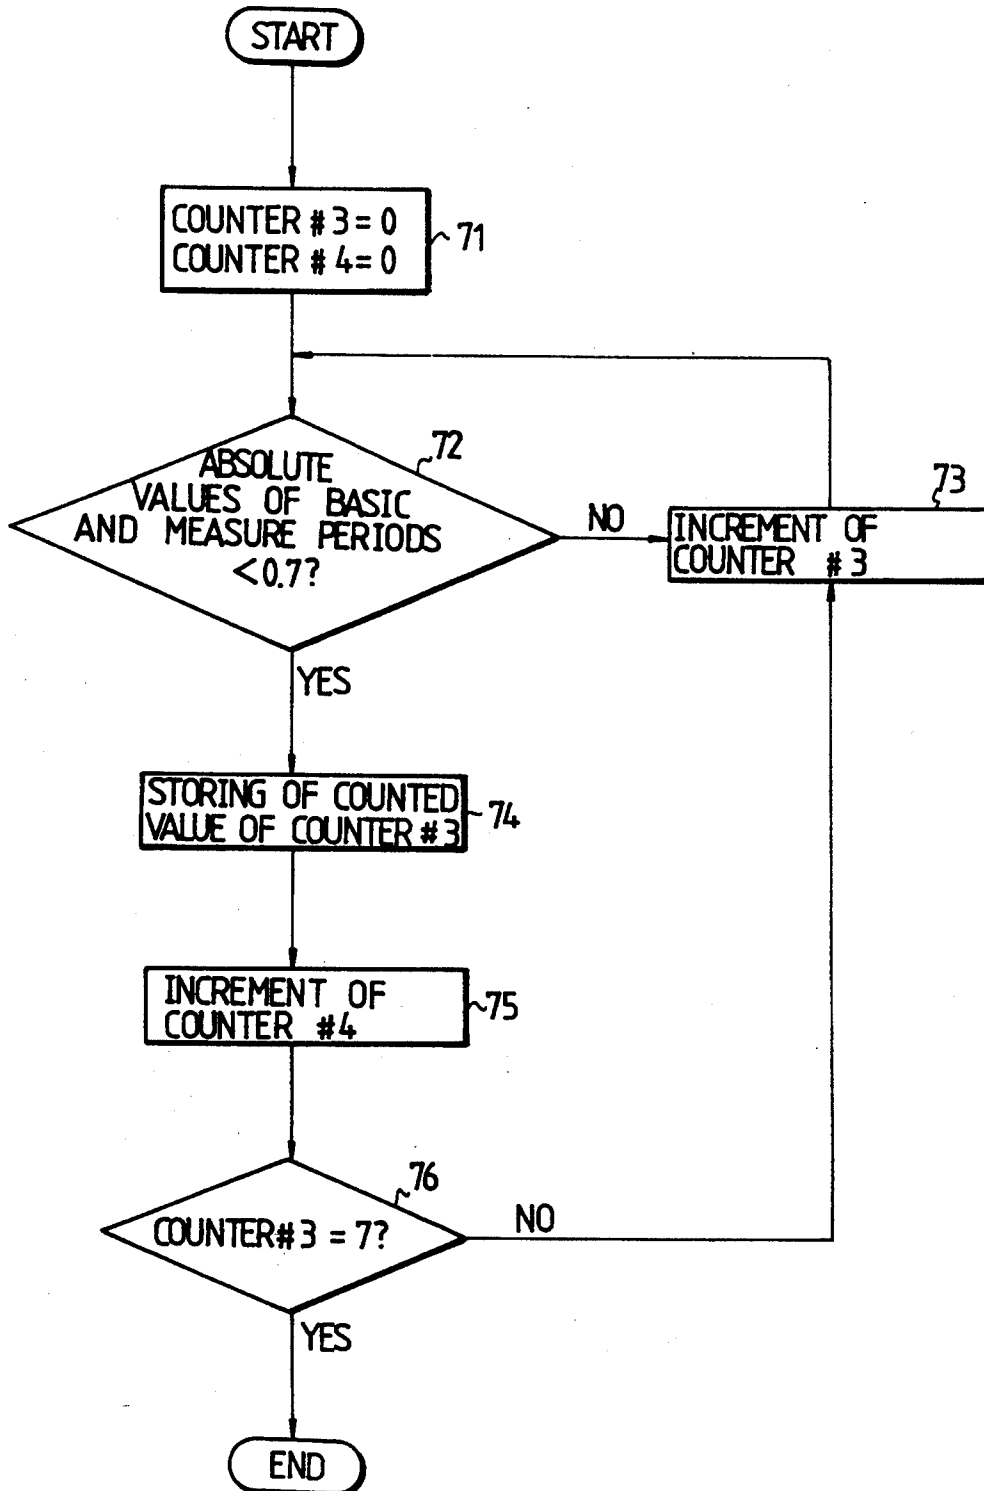 START
COUNTER #3=0
COUNTER #4=0
71
72
ABSOLUTE
VALUES OF BASIC
AND MEASURE PERIODS
<0.7?
NO
73
INCREMENT OF
COUNTER #3
YES
STORING OF COUNTED
VALUE OF COUNTER #3
74
INCREMENT OF
COUNTER #4
75
76
COUNTER#3 = 7?
NO
YES
END